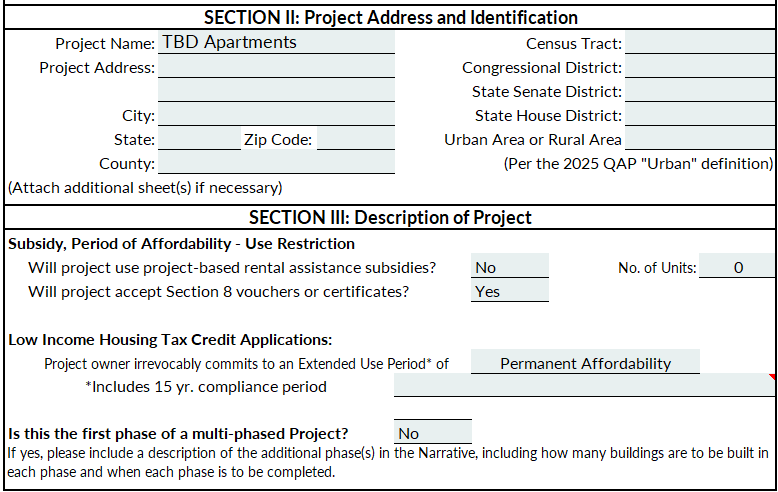 SECTION II: Project Address and Identification
Project Name: TBD Apartments Census Tract:
Project Address: Congressional District:
State Senate District:
City: State House District:
State: Zip Code: Urban Area or Rural Area
County: (Per the 2025 QAP "Urban" definition)
(Attach additional sheet(s) if necessary)
SECTION III: Description of Project
Subsidy, Period of Affordability - Use Restriction
Will project use project-based rental assistance subsidies? No No. of Units: 0
Will project accept Section 8 vouchers or certificates? Yes
Low Income Housing Tax Credit Applications:
Project owner irrevocably commits to an Extended Use Period* of Permanent Affordability
*Includes 15 yr. compliance period
Is this the first phase of a multi-phased Project? No
If yes, please include a description of the additional phase(s) in the Narrative, including how many buildings are to be built in
each phase and when each phase is to be completed.